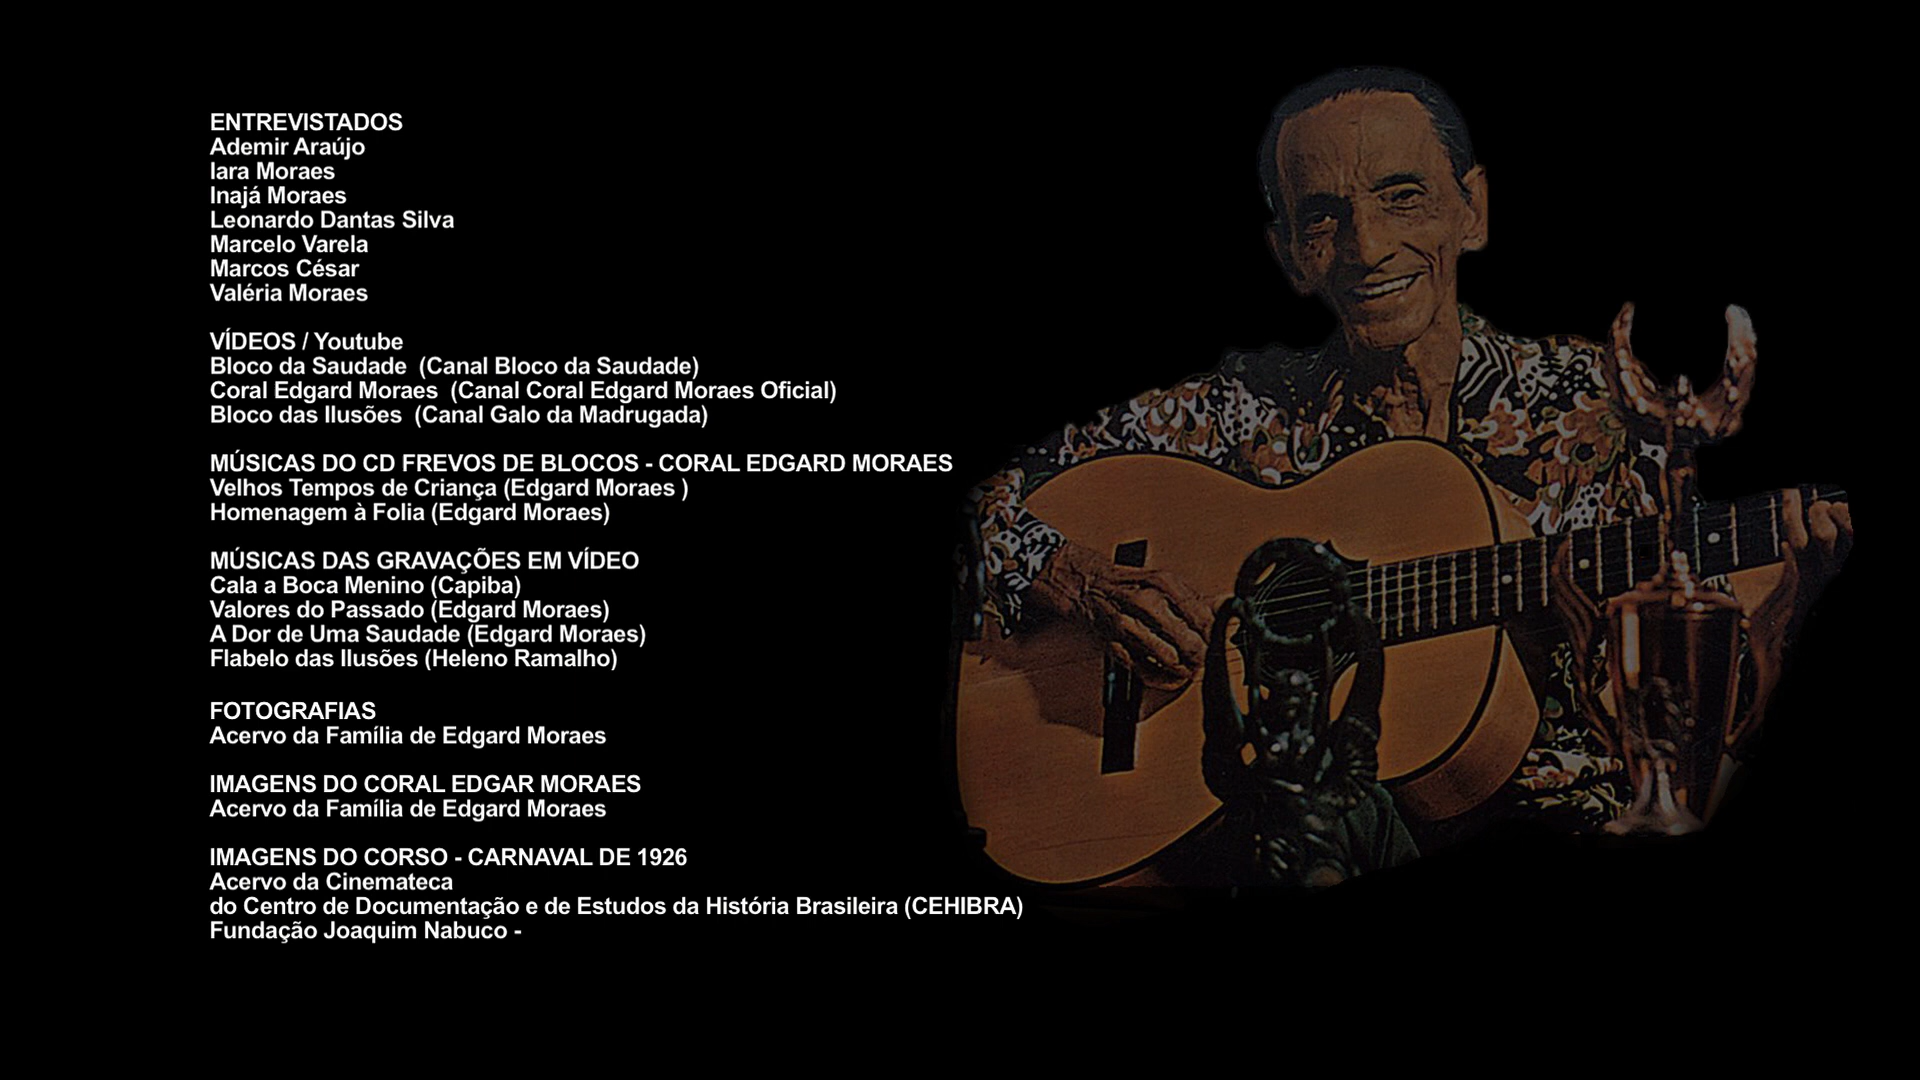 ENTREVISTADOS
Ademir Araújo
Iara Moraes
Inajá Moraes
Leonardo Dantas Silva
Marcelo Varela
Marcos César
Valéria Moraes
VÍDEOS / Youtube
Bloco da Saudade (Canal Bloco da Saudade)
Coral Edgard Moraes (Canal Coral Edgard Moraes Oficial)
Bloco das Ilusões (Canal Galo da Madrugada)
MÚSICAS DO CD FREVOS DE BLOCOS - CORAL EDGARD MORAES
Velhos Tempos de Criança (Edgard Moraes )
Homenagem à Folia (Edgard Moraes)
MÚSICAS DAS GRAVAÇÕES EM VÍDEO
Cala a Boca Menino (Capiba)
Valores do Passado (Edgard Moraes)
A Dor de Uma Saudade (Edgard Moraes)
Flabelo das Ilusões (Heleno Ramalho)
FOTOGRAFIAS
Acervo da Família de Edgard Moraes
IMAGENS DO CORAL EDGAR MORAES
Acervo da Família de Edgard Moraes
IMAGENS DO CORSO - CARNAVAL DE 1926
Acervo da Cinemateca
do Centro de Documentação e de Estudos da História Brasileira (CEHIBRA)
Fundação Joaquim Nabuco -